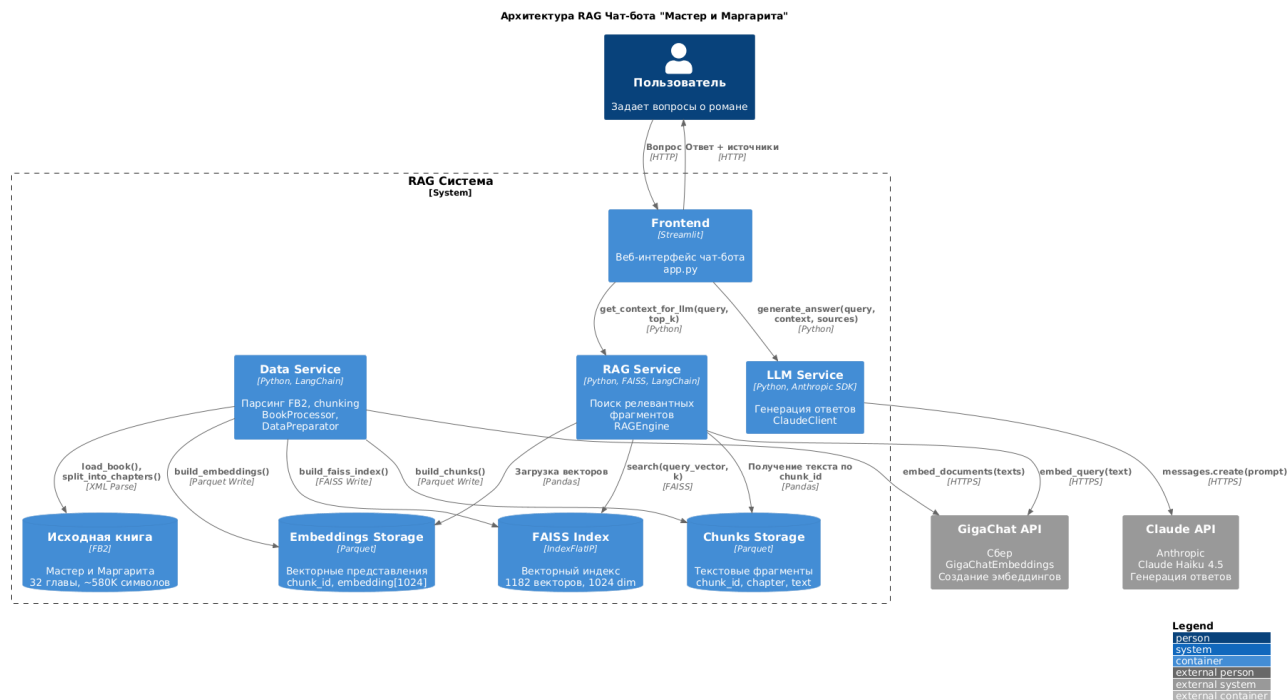 Архитектура RAG Чат-бота "Мастер и Маргарита"
Пользователь
Задает вопросы о романе
Вопрос
[HTTP]
Ответ + источники
[HTTP]
RAG Система
[System]
Frontend
[Streamlit]
Веб-интерфейс чат-бота
app.py
get_context_for_llm(query,
top_k)
[Python]
generate_answer(query,
context, sources)
[Python]
Data Service
[Python, LangChain]
Парсинг FB2, chunking
BookProcessor,
DataPreparator
RAG Service
[Python, FAISS, LangChain]
Поиск релевантных
фрагментов
RAGEngine
LLM Service
[Python, Anthropic SDK]
Генерация ответов
ClaudeClient
load_book(),
split_into_chapters()
[XML Parse]
build_embeddings()
[Parquet Write]
build_faiss_index()
[FAISS Write]
build_chunks()
[Parquet Write]
Загрузка векторов
[Pandas]
search(query_vector,
k)
[FAISS]
Получение текста по
chunk_id
[Pandas]
embed_documents(texts)
[HTTPS]
embed_query(text)
[HTTPS]
messages.create(prompt)
[HTTPS]
Исходная книга
[FB2]
Мастер и Маргарита
32 главы, ~580K символов
Embeddings Storage
[Parquet]
Векторные представления
chunk_id, embedding[1024]
FAISS Index
[IndexFlatIP]
Векторный индекс
1182 векторов, 1024 dim
Chunks Storage
[Parquet]
Текстовые фрагменты
chunk_id, chapter, text
GigaChat API
Сбер
GigaChatEmbeddings
Создание эмбеддингов
Claude API
Anthropic
Claude Haiku 4.5
Генерация ответов
Legend
person
system
container
external person
external system
external container